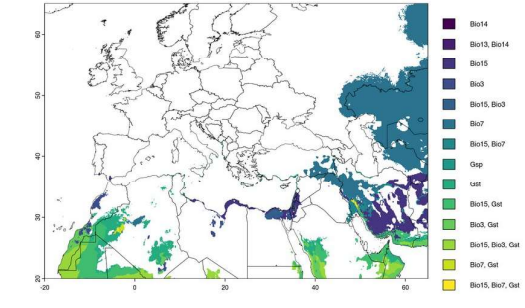 60
50
40
30
20
-20
0
20
40
60
Bio14
Bio13, Bio14
Bio15
Bio3
Bio15, Bio3
Bio7
Bio15, Bio7
Gsp
Gst
Bio15, Gst
Bio3, Gst
Bio15, Bio3, Gst
Bio7, Gst
Bio15, Bio7, Gst